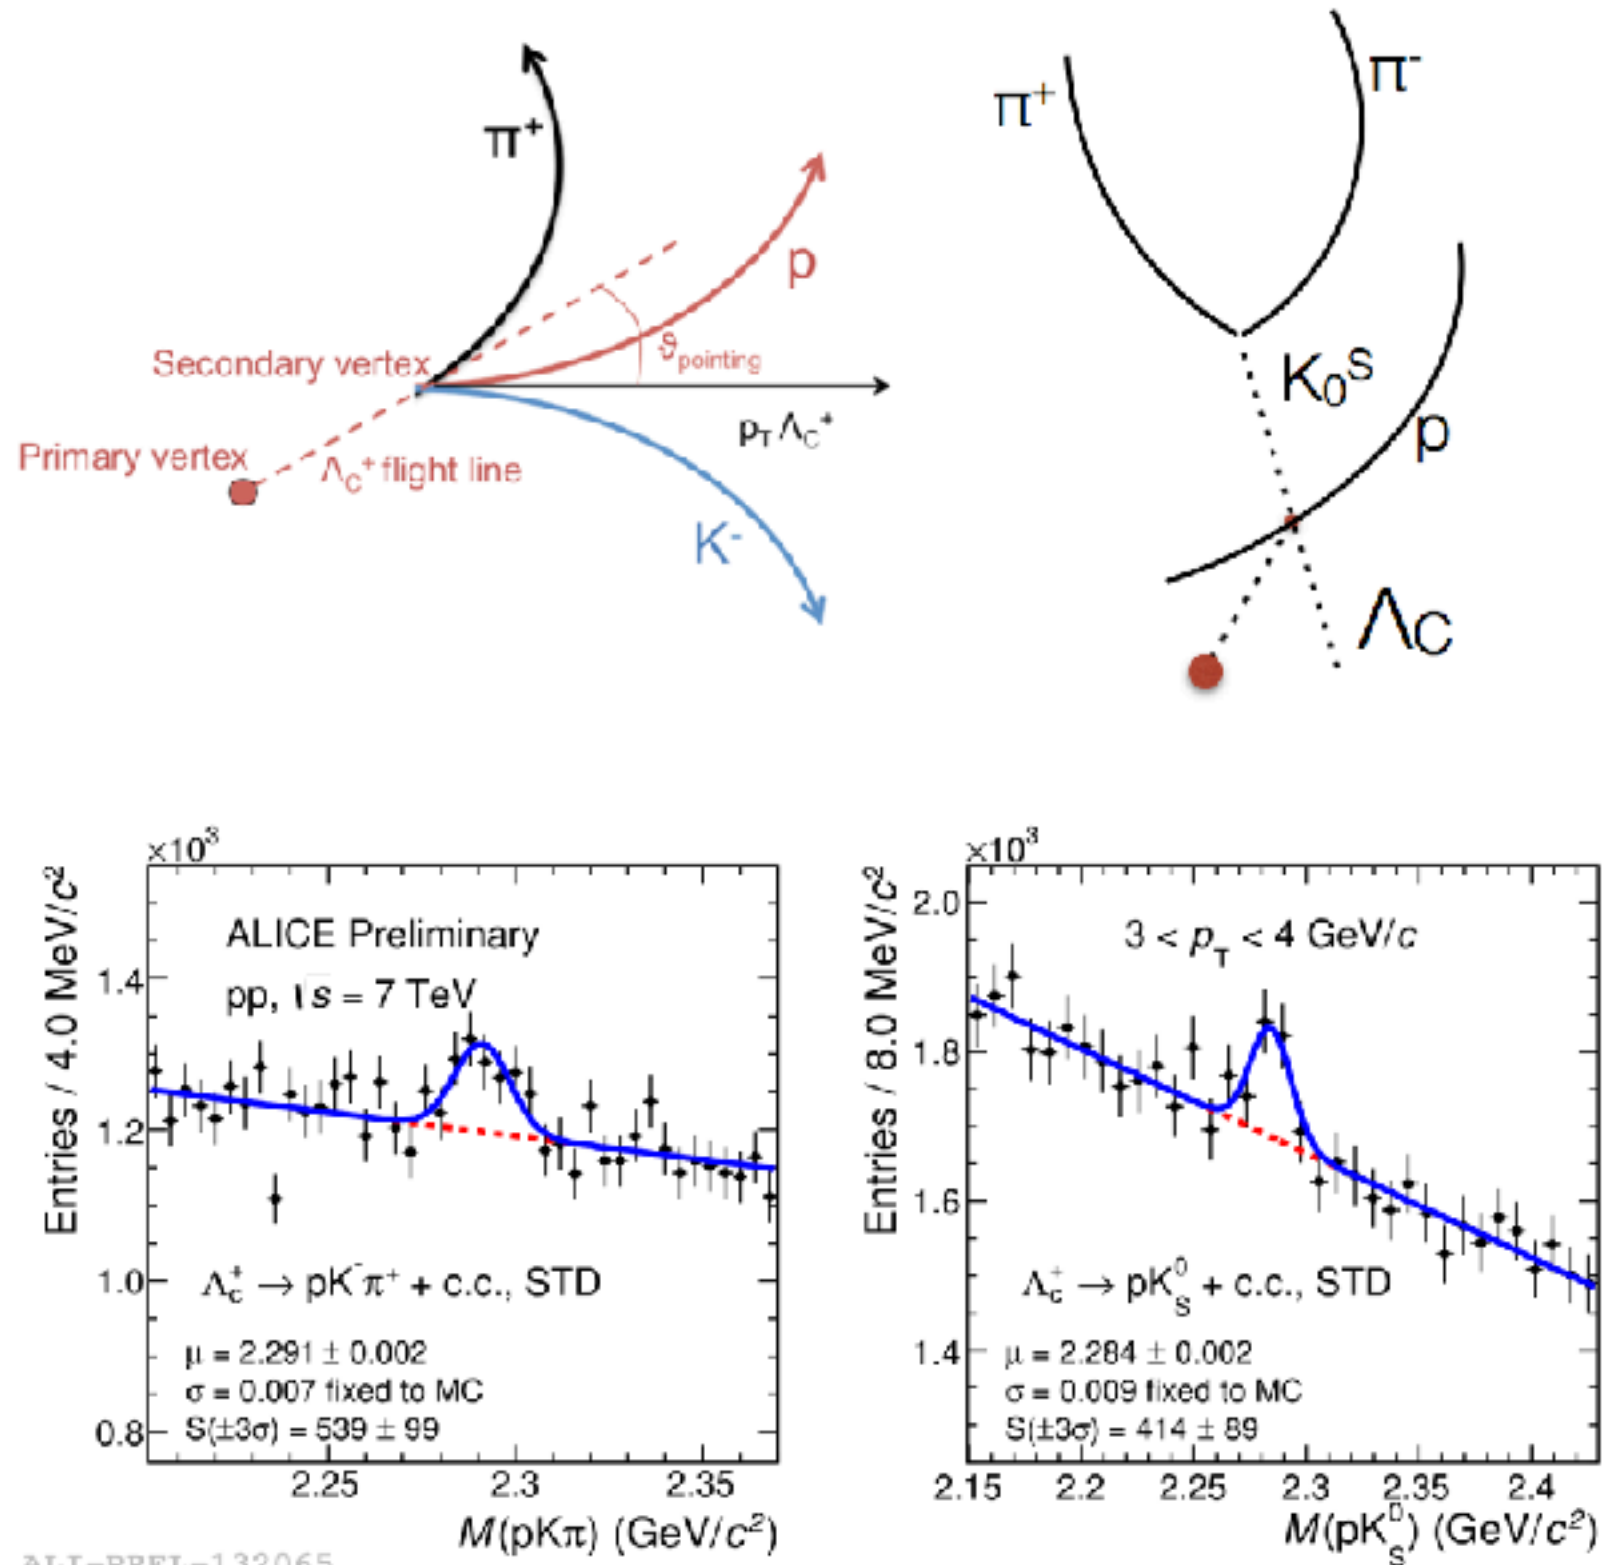 π⁺
p
Secondary vertex
ϑpointing
pT Λc⁺
Primary vertex
Λc⁺ flight line
K⁻
π⁺
π⁻
K₀ˢ
p
ΛC
×10³
Entries / 4.0 MeV/c²
ALICE Preliminary
pp, √s = 7 TeV
1.4
1.2
1.0
0.8
Λc⁺ → pK⁻π⁺ + c.c., STD
μ = 2.291 ± 0.002
σ = 0.007 fixed to MC
S(±3σ) = 539 ± 99
2.25 2.3 2.35
M(pKπ) (GeV/c²)
×10³
Entries / 8.0 MeV/c²
3 < pT < 4 GeV/c
2.0
1.8
1.6
1.4
Λc⁺ → pK⁰S + c.c., STD
μ = 2.284 ± 0.002
σ = 0.009 fixed to MC
S(±3σ) = 414 ± 89
2.15 2.2 2.25 2.3 2.35 2.4
M(pK⁰S) (GeV/c²)